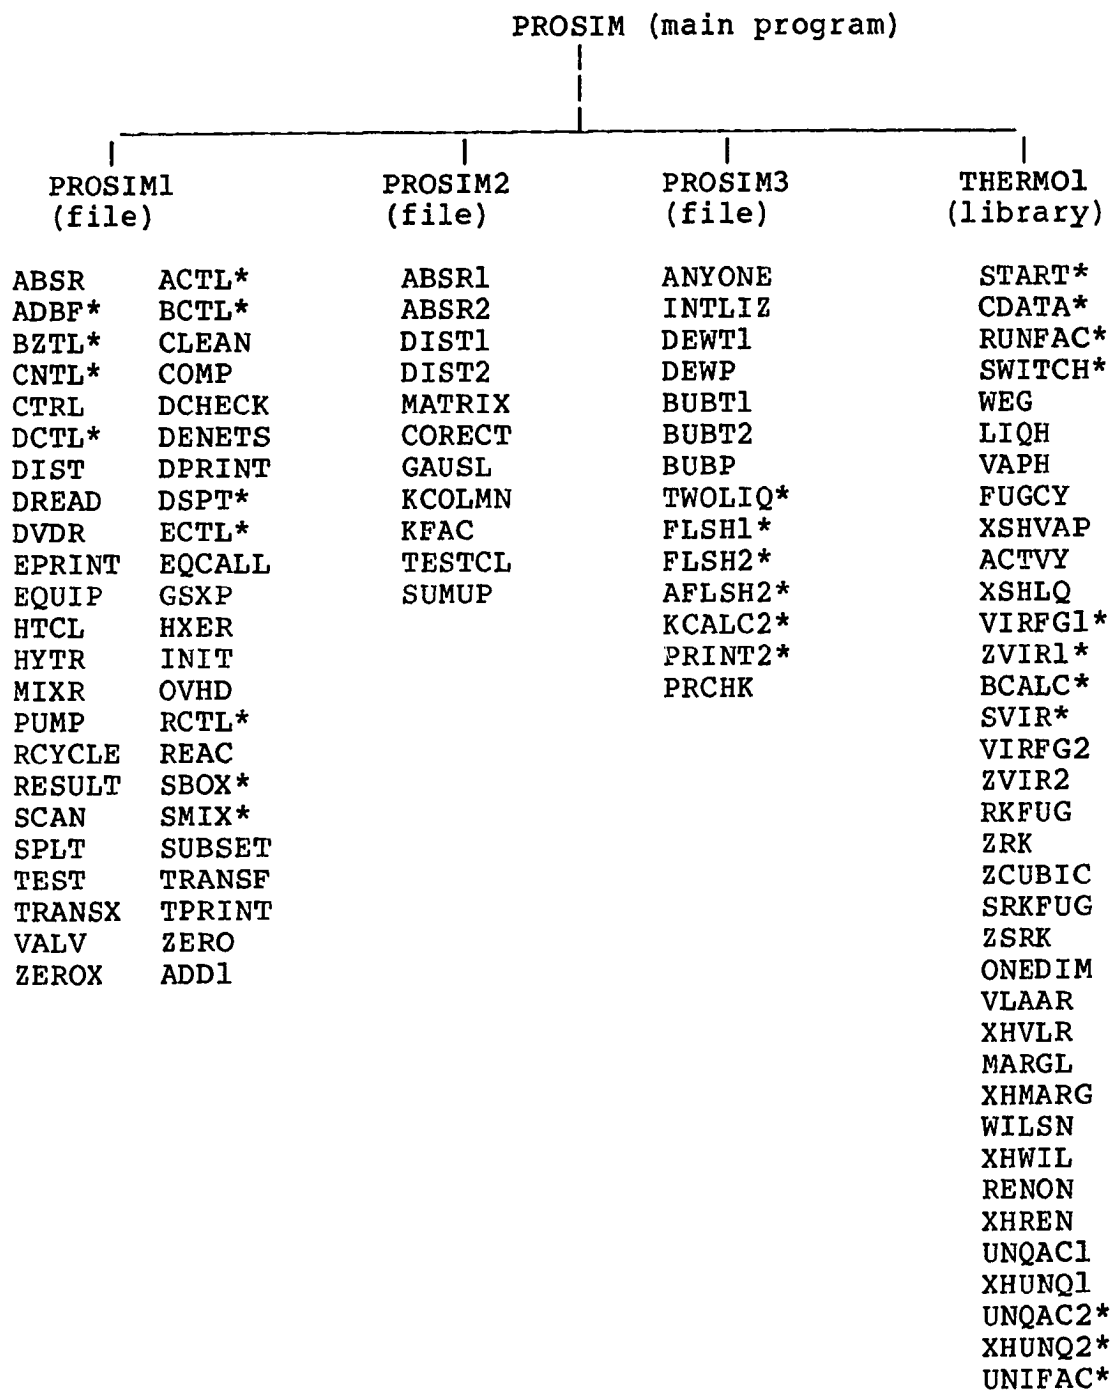 PROSIM (main program)
PROSIM1 PROSIM2 PROSIM3 THERMO1
(file) (file) (file) (library)
ABSR ACTL* ABSR1 ANYONE START*
ADBF* BCTL* ABSR2 INTLIZ CDATA*
BZTL* CLEAN DIST1 DEWT1 RUNFAC*
CNTL* COMP DIST2 DEWP SWITCH*
CTRL DCHECK MATRIX BUBT1 WEG
DCTL* DENETS CORECT BUBT2 LIQH
DIST DPRINT GAUSL BUBP VAPH
DREAD DSPT* KCOLMN TWOLIQ* FUGCY
DVDR ECTL* KFAC FLSH1* XSHVAP
EPRINT EQCALL TESTCL FLSH2* ACTVY
EQUIP GSXP SUMUP AFLSH2* XSHLQ
HTCL HXER KCALC2* VIRFG1*
HYTR INIT PRINT2* ZVIR1*
MIXR OVHD PRCHK BCALC*
PUMP RCTL* SVIR*
RCYCLE REAC VIRFG2
RESULT SBOX* ZVIR2
SCAN SMIX* RKFUG
SPLT SUBSET ZRK
TEST TRANSF ZCUBIC
TRANSX TPRINT SRKFUG
VALV ZERO ZSRK
ZEROX ADD1 ONEDIM
VLAAR
XHVLR
MARGL
XHMARG
WILSN
XHWIL
RENON
XHREN
UNQAC1
XHUNQ1
UNQAC2*
XHUNQ2*
UNIFAC*